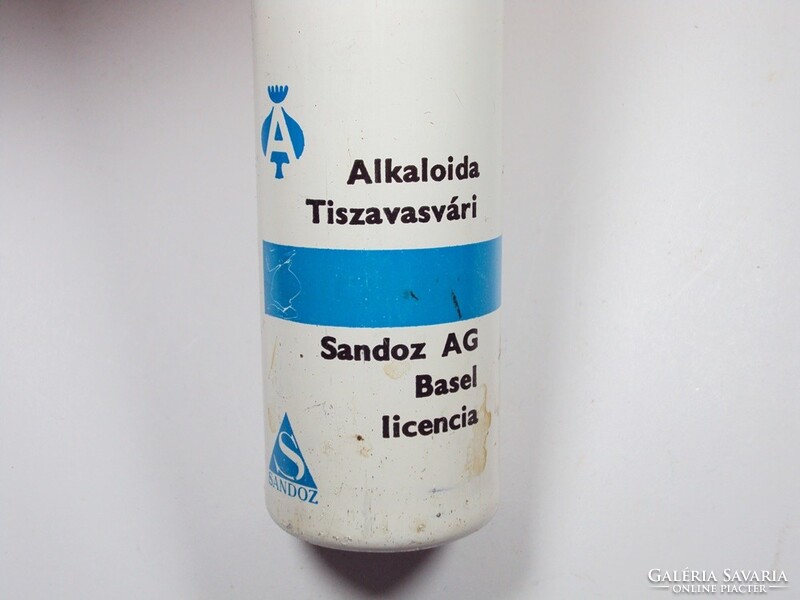 A
Alkaloida
Tiszavasvári
Sandoz AG
Basel
licencia
S
SANDOZ
GALÉRIA SAVARIA
ONLINE PIACTÉR